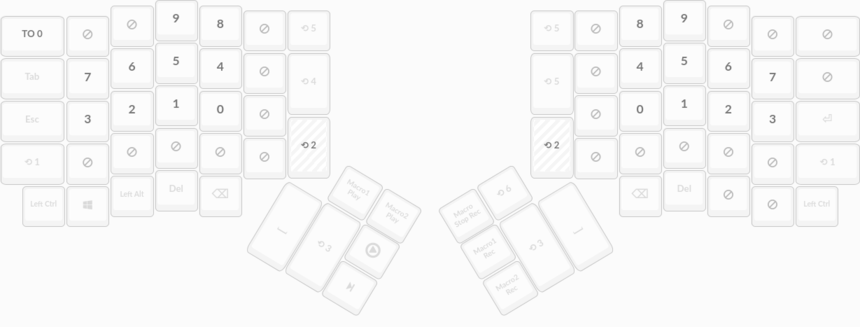 9 9
TO 0 8 5 5 8
6 5 4 4 5 6
Tab 7 4 5 7
2 1 0 0 1 2
Esc 3 3
2 2
1 1
Left Ctrl Left Alt Del Del Left Ctrl
Macro1 Play 6
Macro2 Play Macro Stop Rec
3 Macro1 Rec 3
Macro2 Rec